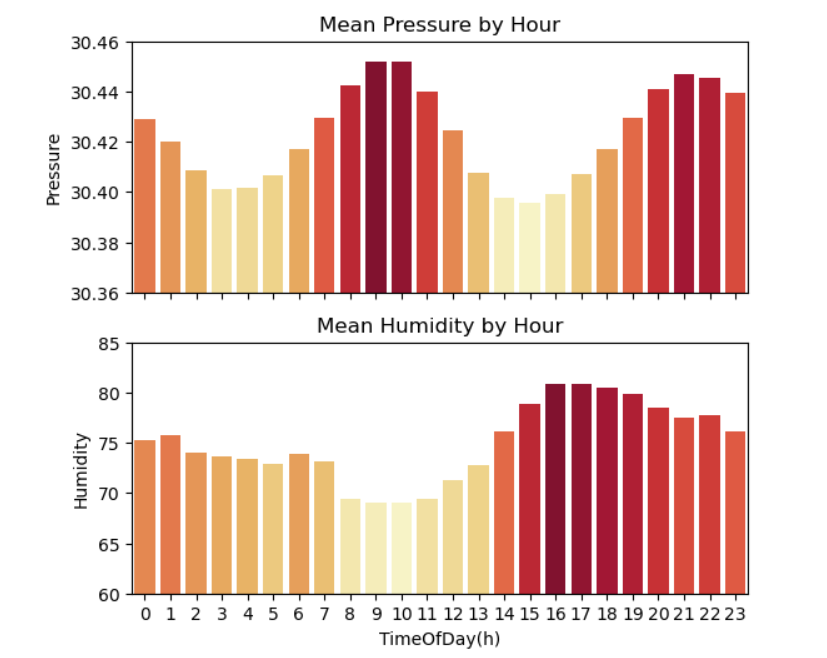 Mean Pressure by Hour
30.46
30.44
30.42
30.40
30.38
30.36
Pressure
Mean Humidity by Hour
85
80
75
70
65
60
Humidity
0 1 2 3 4 5 6 7 8 9 10 11 12 13 14 15 16 17 18 19 20 21 22 23
TimeOfDay(h)